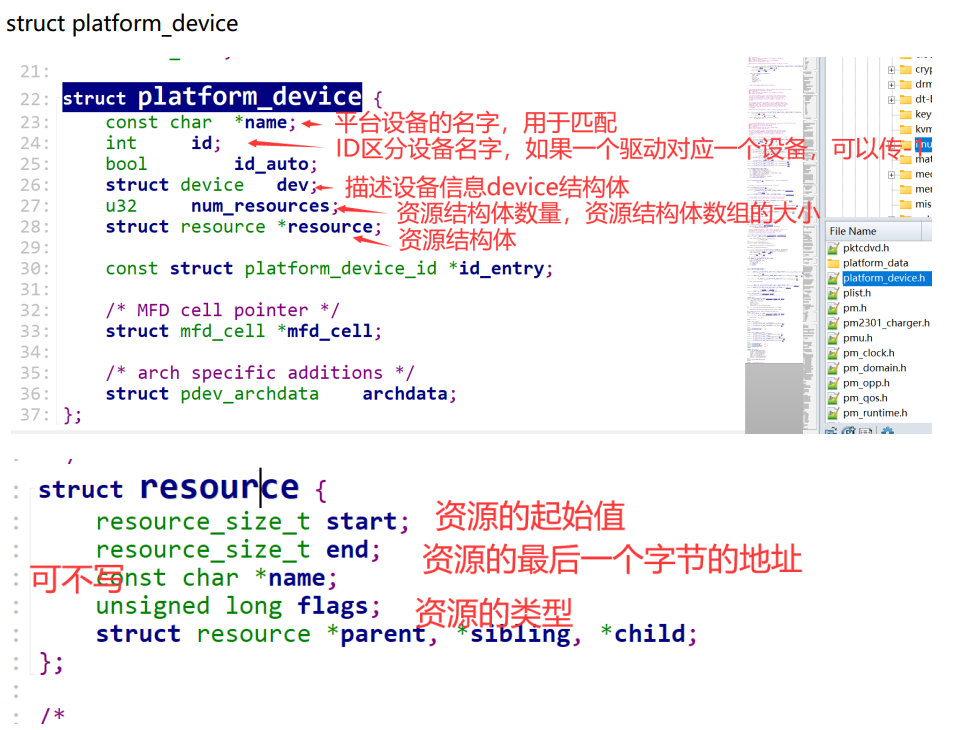 struct platform_device
21:
22: struct platform_device {
23: const char *name; 平台设备的名字，用于匹配
24: int id; ID区分设备名字，如果一个驱动对应一个设备，可以传-1
25: bool id_auto;
26: struct device dev; 描述设备信息device结构体
27: u32 num_resources; 资源结构体数量，资源结构体数组的大小
28: struct resource *resource; 资源结构体
29:
30: const struct platform_device_id *id_entry;
31:
32: /* MFD cell pointer */
33: struct mfd_cell *mfd_cell;
34:
35: /* arch specific additions */
36: struct pdev_archdata archdata;
37: };
dt-b
key
kvm
mat
mis
File Name
pktcdvd.h
platform_data
platform_device.h
plist.h
pm.h
pm2301_charger.h
pmu.h
pm_clock.h
pm_domain.h
pm_opp.h
pm_qos.h
pm_runtime.h
struct resource {
resource_size_t start; 资源的起始值
resource_size_t end; 资源的最后一个字节的地址
可不写 const char *name;
unsigned long flags; 资源的类型
struct resource *parent, *sibling, *child;
};
/*